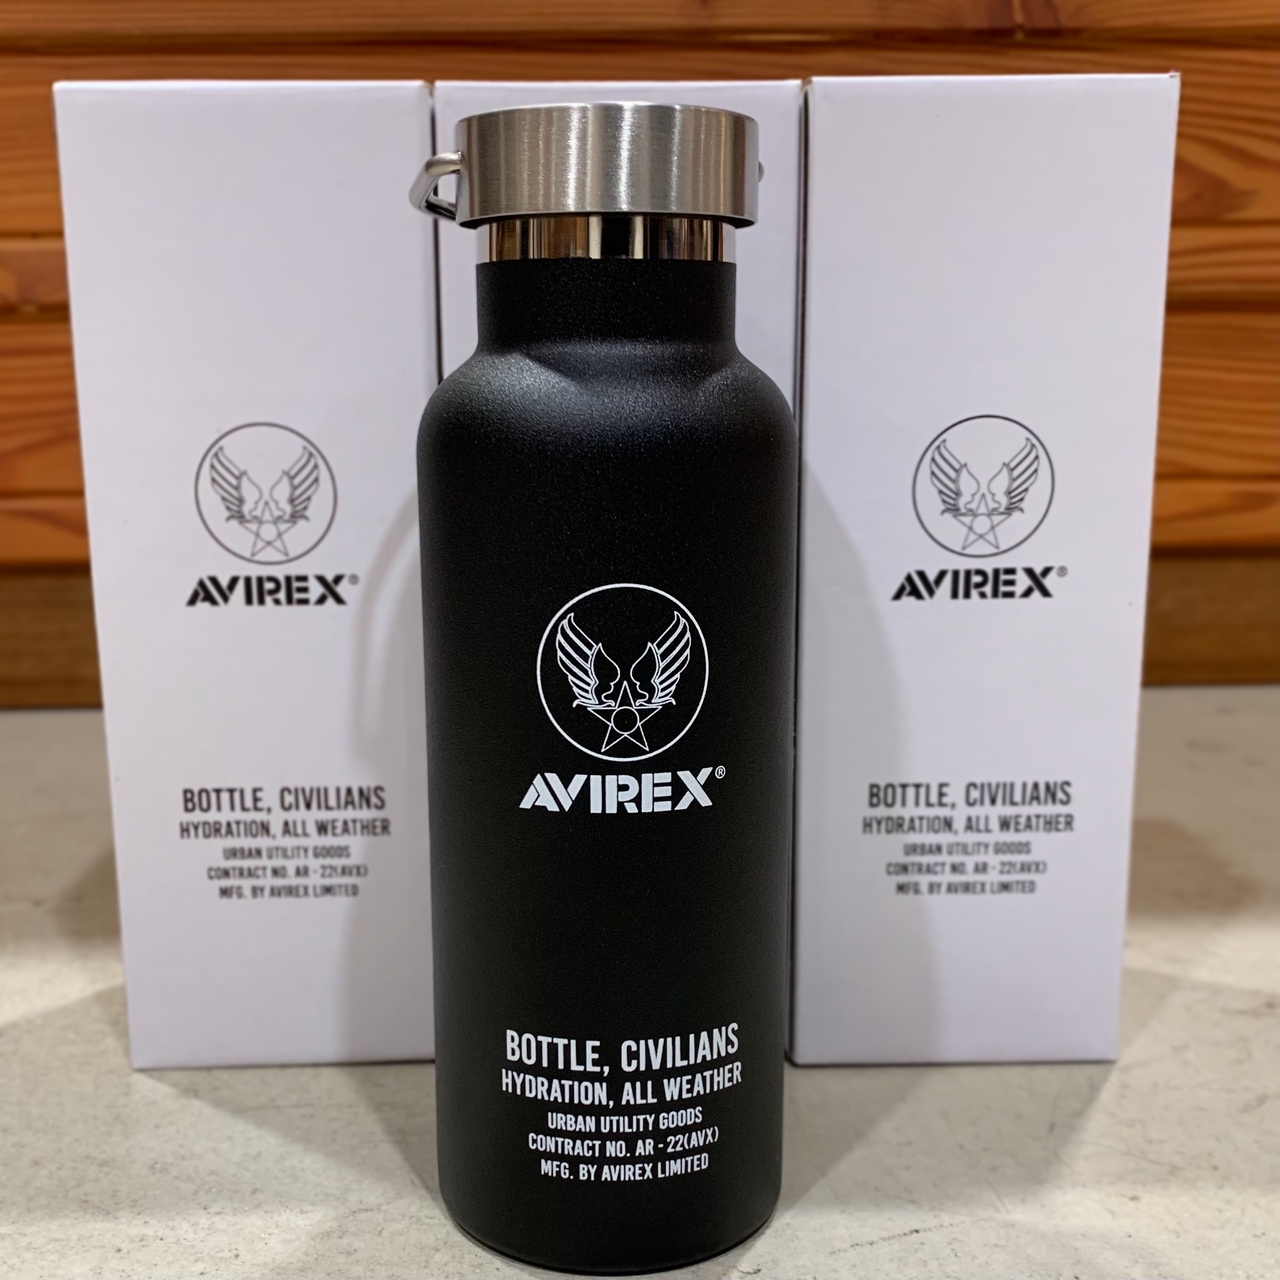 AVIREX®
BOTTLE, CIVILIANS
HYDRATION, ALL WEATHER
URBAN UTILITY GOODS
CONTRACT NO. AR - 22(AVX)
MFG. BY AVIREX LIMITED
AVIREX®
BOTTLE, CIVILIANS
HYDRATION, ALL WEATHER
URBAN UTILITY GOODS
CONTRACT NO. AR - 22(AVX)
MFG. BY AVIREX LIMITED
AVIREX®
BOTTLE, CIVILIANS
HYDRATION, ALL WEATHER
URBAN UTILITY GOODS
CONTRACT NO. AR - 22(AVX)
MFG. BY AVIREX LIMITED